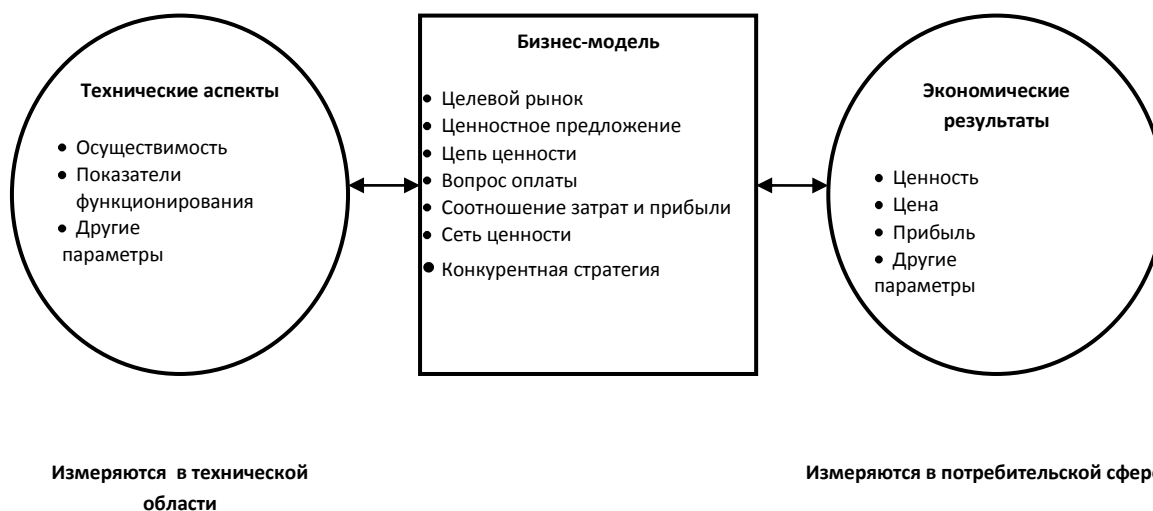 Технические аспекты
• Осуществимость
• Показатели
функционирования
• Другие
параметры
Бизнес-модель
• Целевой рынок
• Ценностное предложение
• Цепь ценности
• Вопрос оплаты
• Соотношение затрат и прибыли
• Сеть ценности
• Конкурентная стратегия
Экономические
результаты
• Ценность
• Цена
• Прибыль
• Другие
параметры
Измеряются в технической
области
Измеряются в потребительской сфере